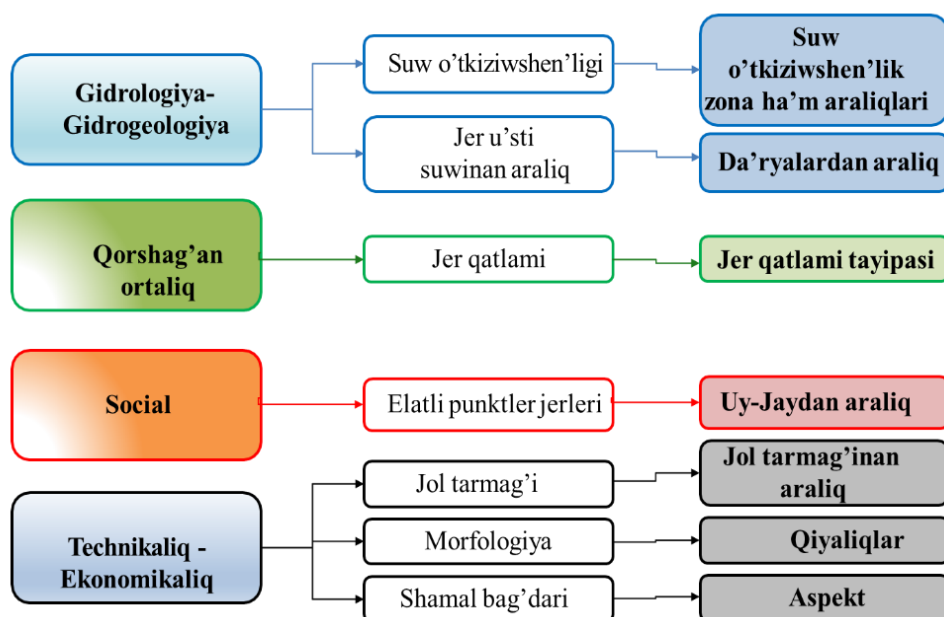 Gidrologiya-
Gidrogeologiya
Suw o’tkiziwshen’ligi
Suw
o’tkiziwshen’lik
zona ha’m araliqlari
Jer u’sti
suwinan araliq
Da’ryalardan araliq
Qorshag’an
ortaliq
Jer qatlami
Jer qatlami tayipasi
Social
Elatli punktler jerleri
Uy-Jaydan araliq
Technikaliq -
Ekonomikaliq
Jol tarmag’i
Jol tarmag’inan
araliq
Morfologiya
Qiyaliqlar
Shamal bag’dari
Aspekt